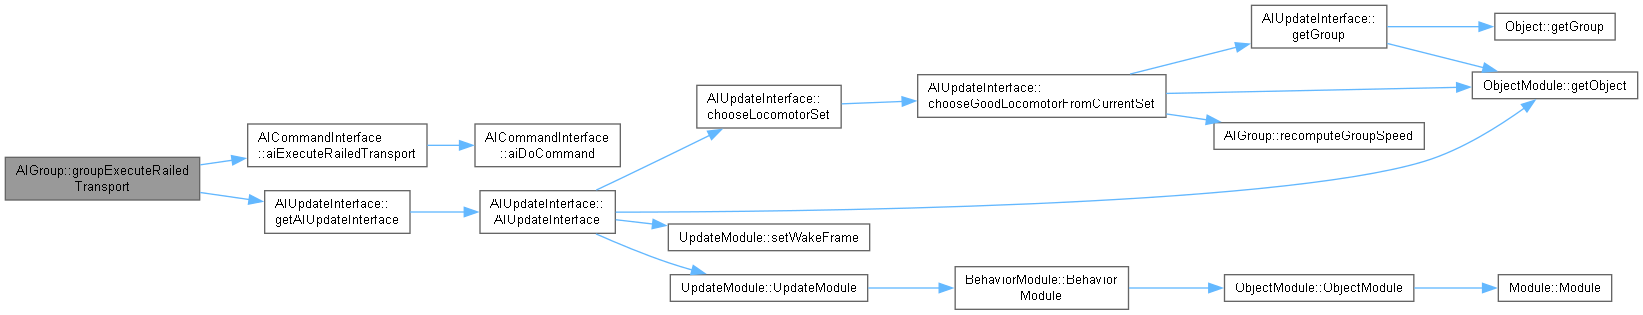 AIGroup::groupExecuteRailed
Transport
AICommandInterface
::aiExecuteRailedTransport
AICommandInterface
::aiDoCommand
AIUpdateInterface::
getAIUpdateInterface
AIUpdateInterface::
AIUpdateInterface
AIUpdateInterface::
chooseLocomotorSet
AIUpdateInterface::
chooseGoodLocomotorFromCurrentSet
AIUpdateInterface::
getGroup
Object::getGroup
ObjectModule::getObject
AIGroup::recomputeGroupSpeed
UpdateModule::setWakeFrame
UpdateModule::UpdateModule
BehaviorModule::Behavior
Module
ObjectModule::ObjectModule
Module::Module